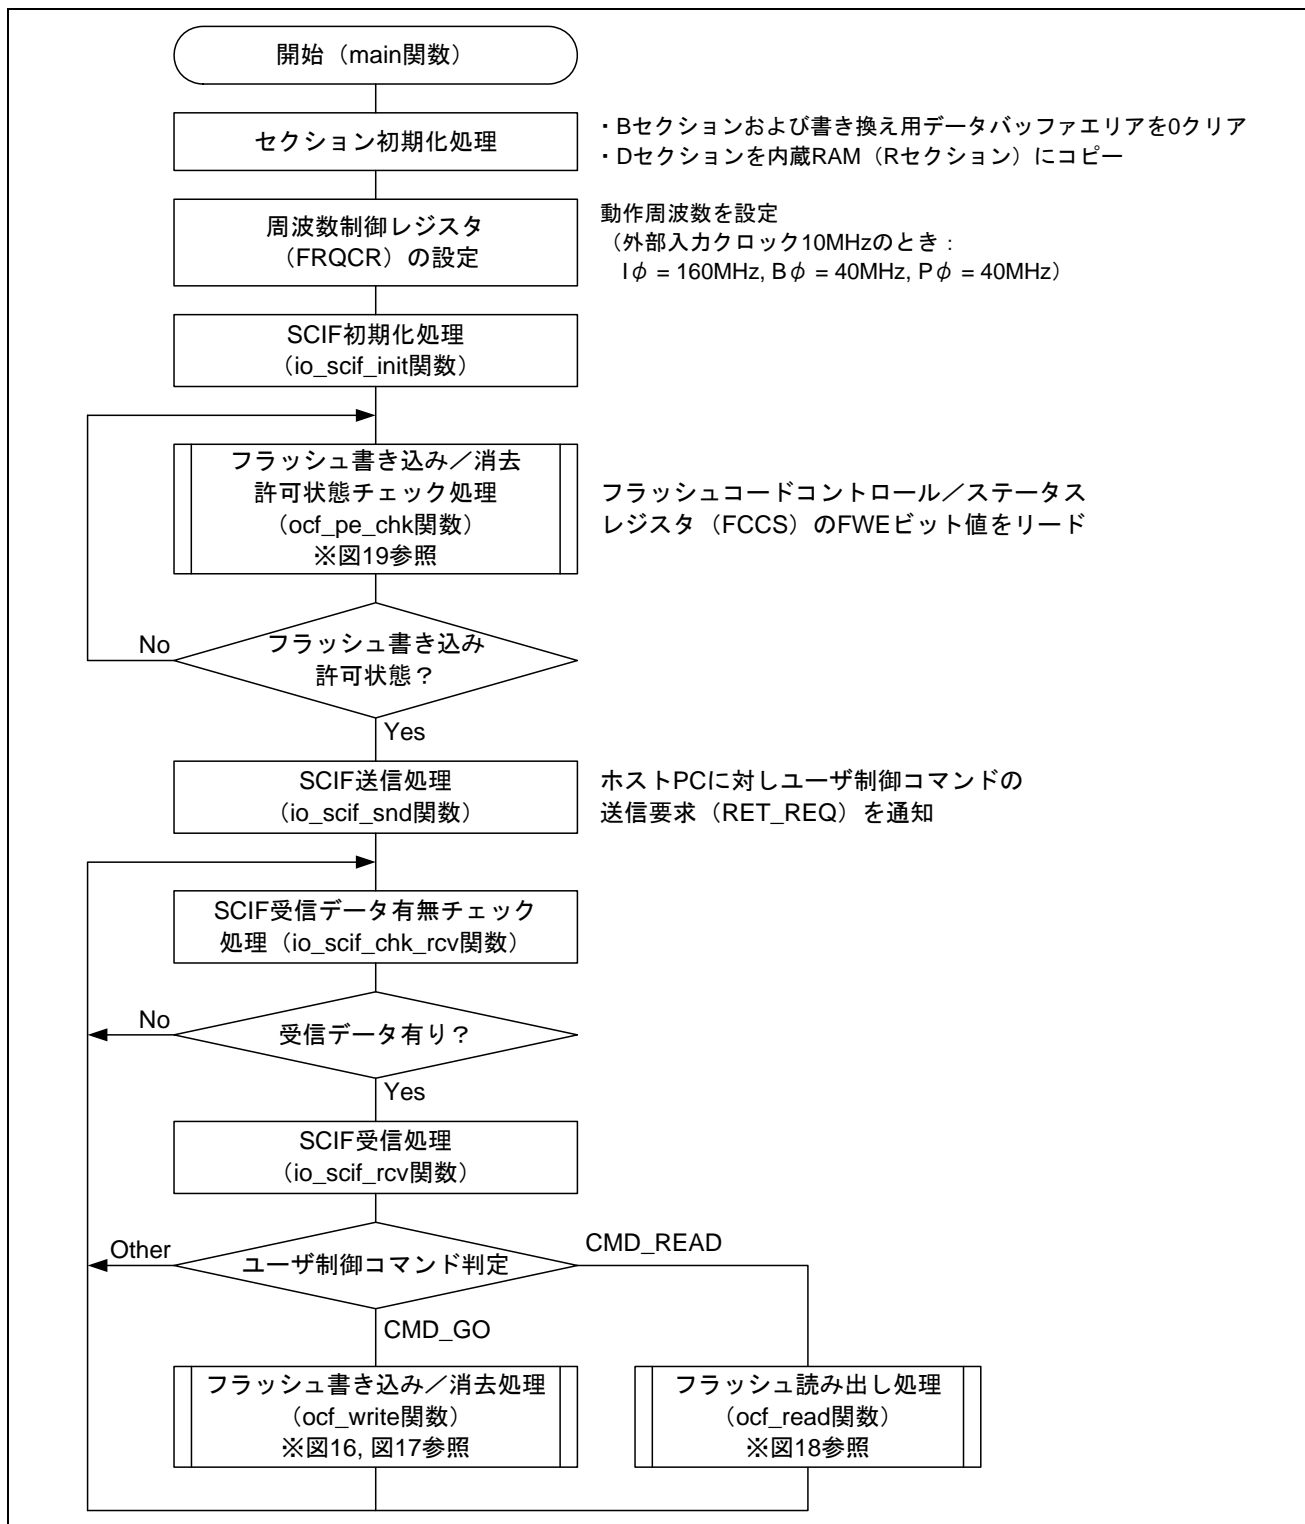 開始（main関数）
セクション初期化処理
・Bセクションおよび書き換え用データバッファエリアを0クリア
・Dセクションを内蔵RAM（Rセクション）にコピー
周波数制御レジスタ
（FRQCR）の設定
動作周波数を設定
（外部入力クロック10MHzのとき：
Iφ = 160MHz, Bφ = 40MHz, Pφ = 40MHz）
SCIF初期化処理
（io_scif_init関数）
フラッシュ書き込み／消去
許可状態チェック処理
（ocf_pe_chk関数）
※図19参照
フラッシュコードコントロール／ステータス
レジスタ（FCCS）のFWEビット値をリード
No
フラッシュ書き込み
許可状態？
Yes
SCIF送信処理
（io_scif_snd関数）
ホストPCに対しユーザ制御コマンドの
送信要求（RET_REQ）を通知
SCIF受信データ有無チェック
処理（io_scif_chk_rcv関数）
No
受信データ有り？
Yes
SCIF受信処理
（io_scif_rcv関数）
Other
ユーザ制御コマンド判定
CMD_READ
CMD_GO
フラッシュ書き込み／消去処理
（ocf_write関数）
※図16, 図17参照
フラッシュ読み出し処理
（ocf_read関数）
※図18参照